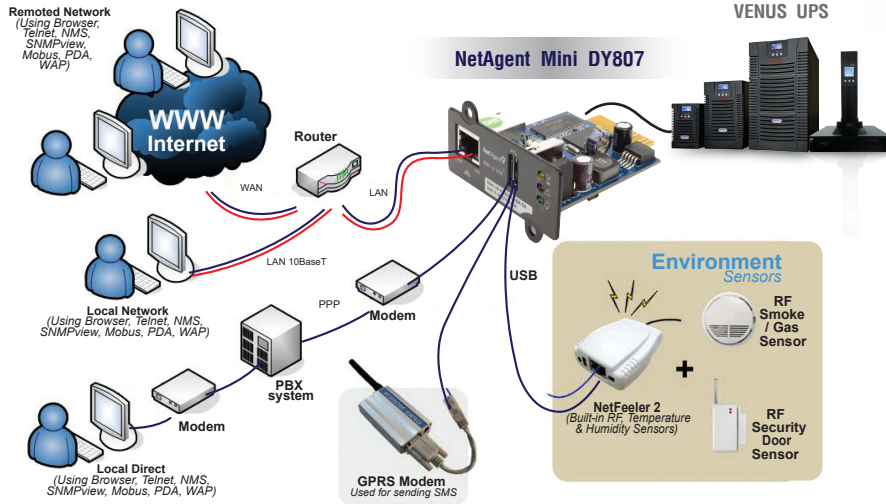 Remoted Network
(Using Browser,
Telnet, NMS,
SNMPview,
Mobus, PDA,
WAP)
VENUS UPS
NetAgent Mini DY807
WWW
Internet
Router
WAN
LAN
NetAgent9
LAN 10BaseT
USB
Environment
Sensors
RF
Smoke
/ Gas
Sensor
PPP
Modem
Local Network
(Using Browser, Telnet, NMS,
SNMPview, Mobus, PDA, WAP)
PBX
system
+
NetFeeler 2
(Built-in RF, Temperature
& Humidity Sensors)
RF
Security
Door
Sensor
Modem
Local Direct
(Using Browser, Telnet, NMS,
SNMPview, Mobus, PDA, WAP)
GPRS Modem
Used for sending SMS